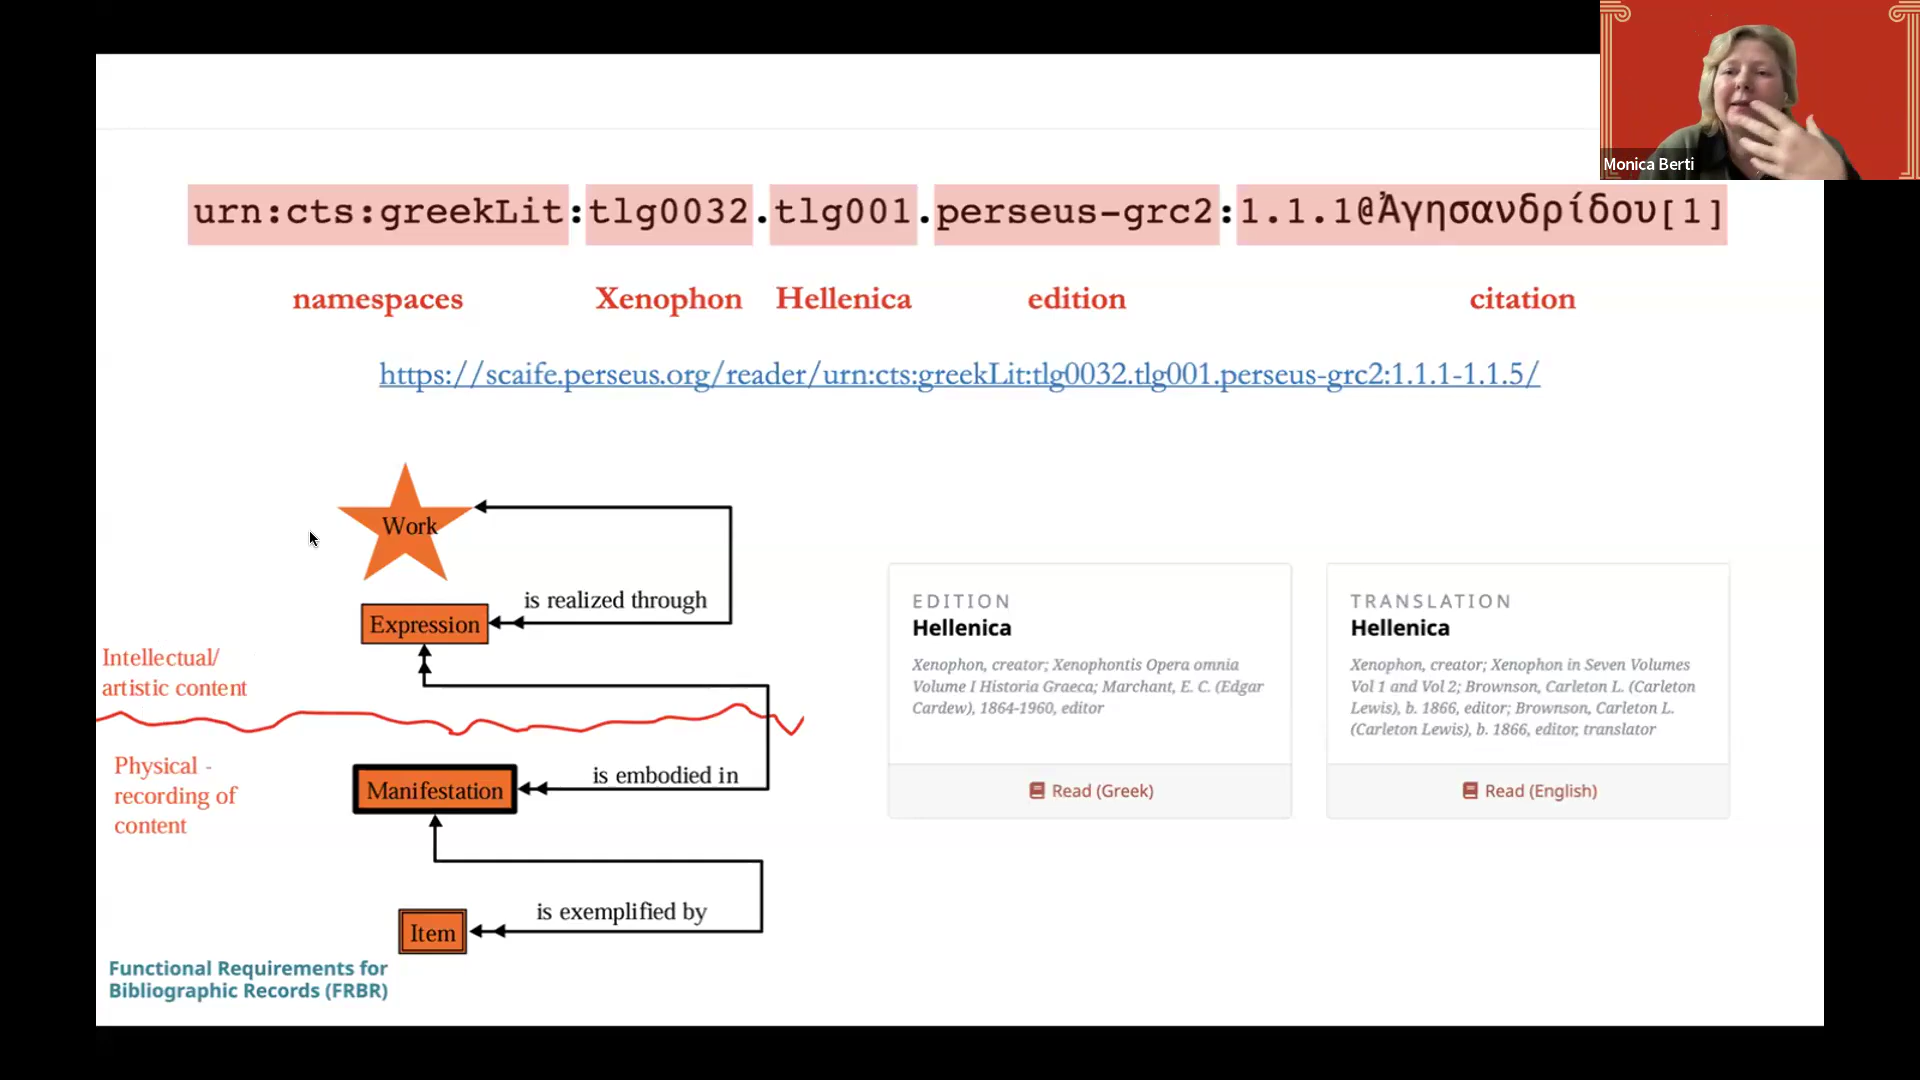 Monica Berti
urn:cts:greekLit:tlg0032.tlg001.perseus-grc2:1.1.1@Ἀγησανδρίδου[1]
namespaces Xenophon Hellenica edition citation
https://scaife.perseus.org/reader/urn:cts:greekLit:tlg0032.tlg001.perseus-grc2:1.1.1-1.1.5/
Work
is realized through
Expression
Intellectual/
artistic content
Physical -
recording of
content
is embodied in
Manifestation
is exemplified by
Item
Functional Requirements for
Bibliographic Records (FRBR)
EDITION
Hellenica
Xenophon, creator; Xenophontis Opera omnia
Volume I Historia Graeca; Marchant, E. C. (Edgar
Cardew), 1864-1960, editor
Read (Greek)
TRANSLATION
Hellenica
Xenophon, creator; Xenophon in Seven Volumes
Vol 1 and Vol 2; Brownson, Carleton L. (Carleton
Lewis), b. 1866, editor; Brownson, Carleton L.
(Carleton Lewis), b. 1866, editor, translator
Read (English)